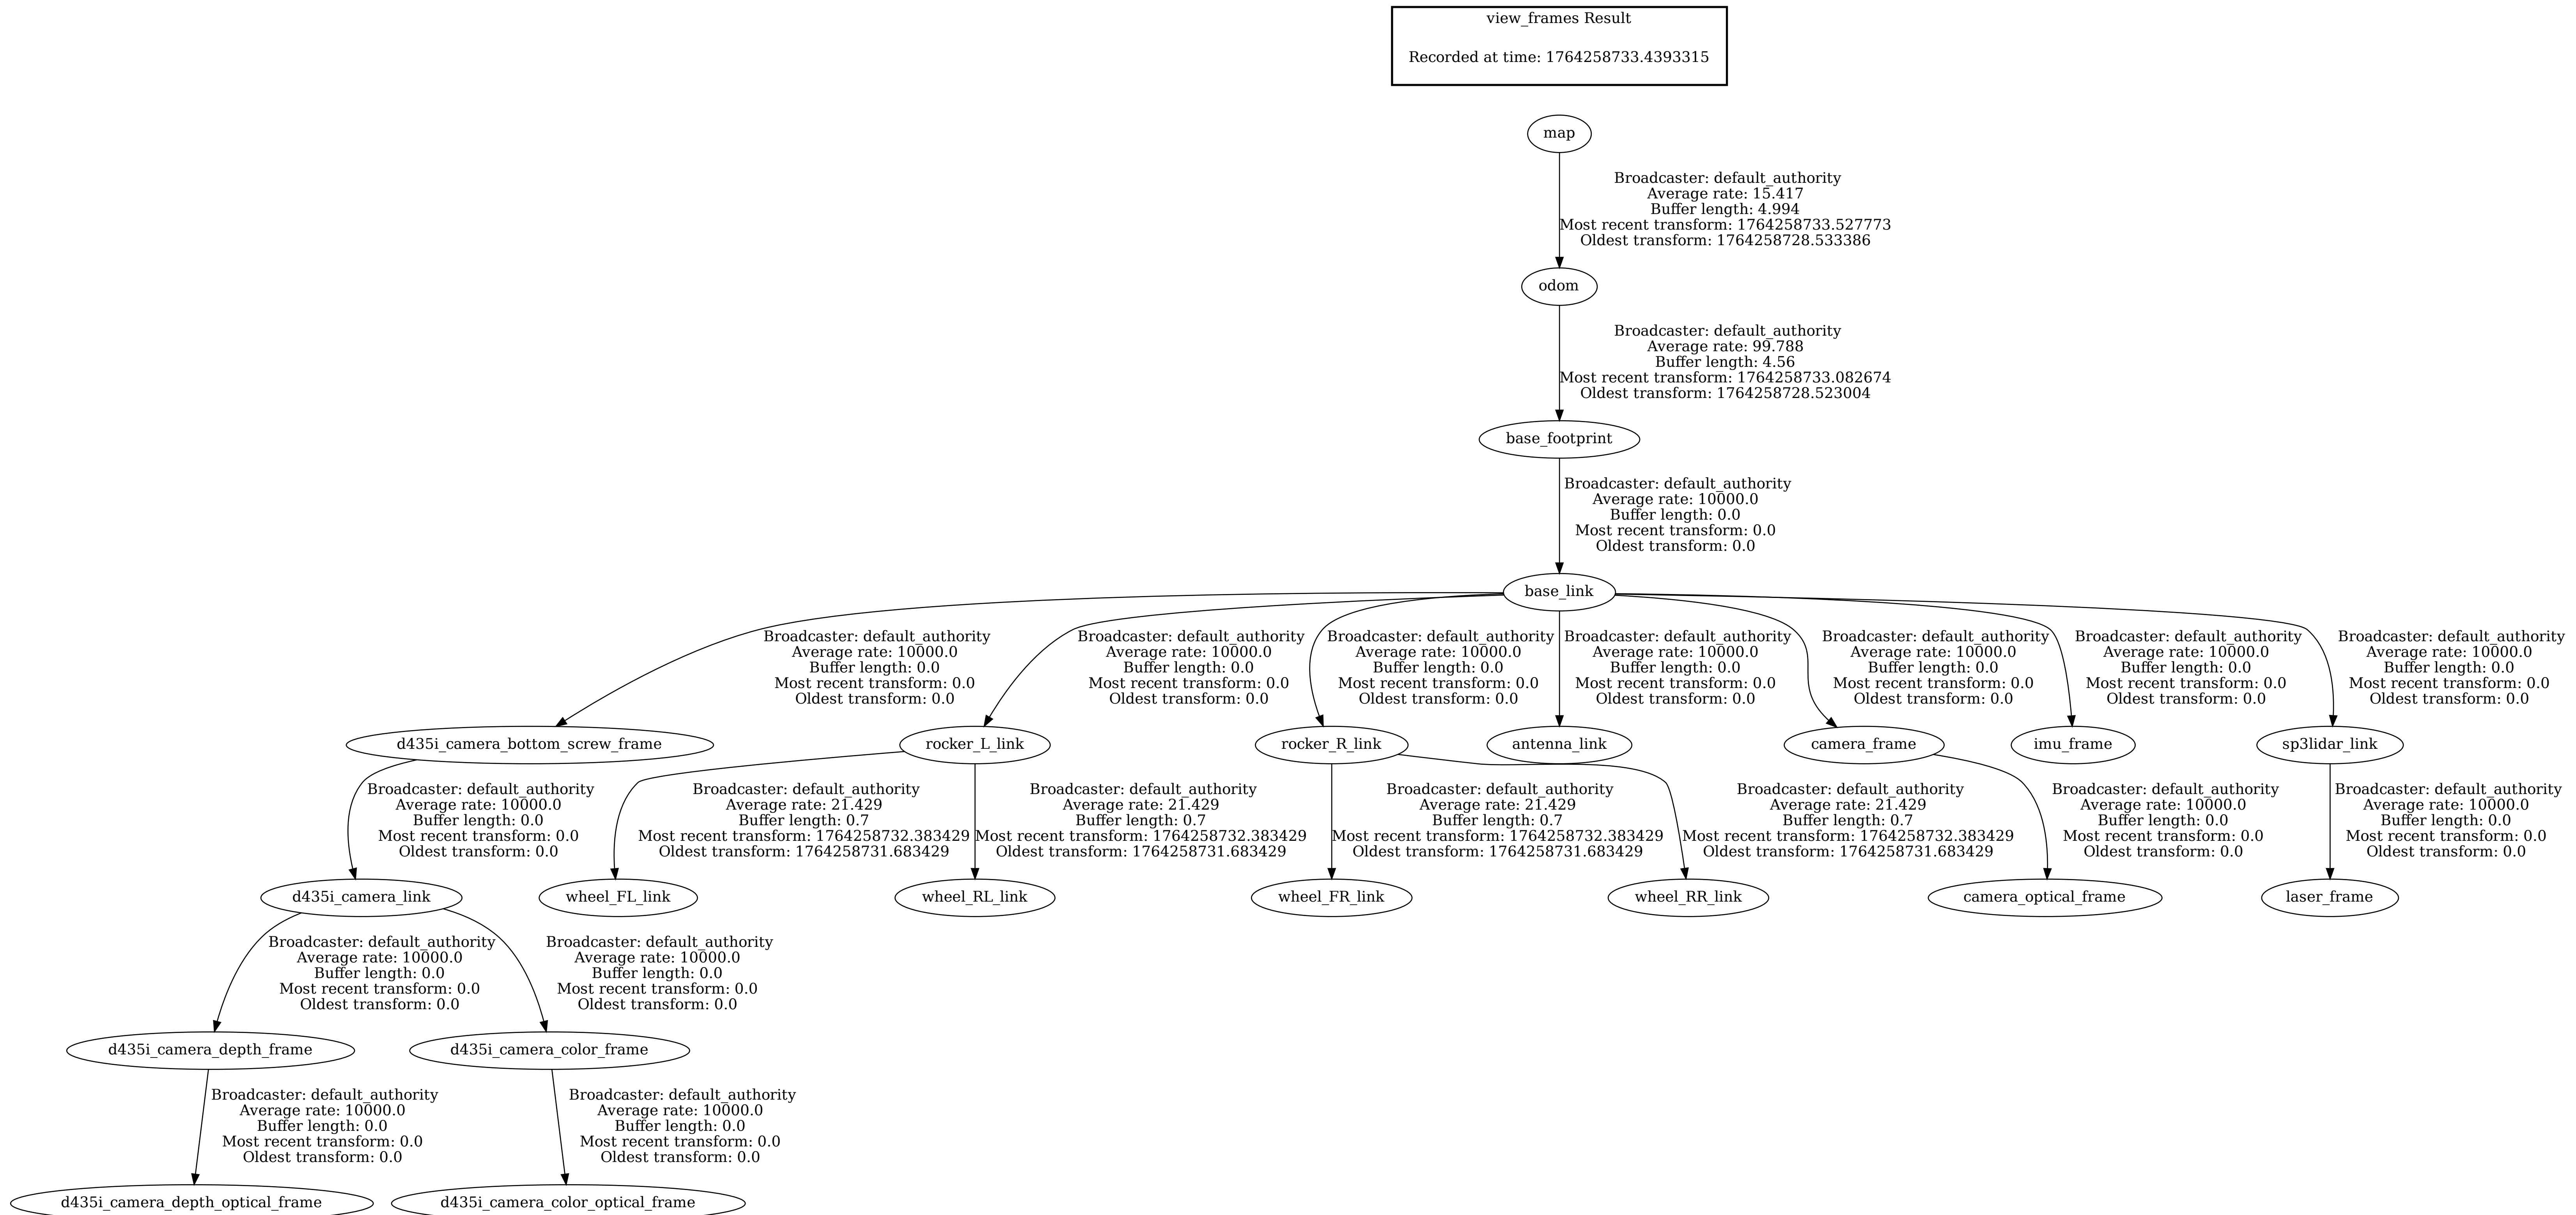 view_frames Result
Recorded at time: 1764258733.4393315
map
Broadcaster: default_authority
Average rate: 15.417
Buffer length: 4.994
Most recent transform: 1764258733.527773
Oldest transform: 1764258728.533386
odom
Broadcaster: default_authority
Average rate: 99.788
Buffer length: 4.56
Most recent transform: 1764258733.082674
Oldest transform: 1764258728.523004
base_footprint
Broadcaster: default_authority
Average rate: 10000.0
Buffer length: 0.0
Most recent transform: 0.0
Oldest transform: 0.0
base_link
Broadcaster: default_authority
Average rate: 10000.0
Buffer length: 0.0
Most recent transform: 0.0
Oldest transform: 0.0
Broadcaster: default_authority
Average rate: 10000.0
Buffer length: 0.0
Most recent transform: 0.0
Oldest transform: 0.0
Broadcaster: default_authority
Average rate: 10000.0
Buffer length: 0.0
Most recent transform: 0.0
Oldest transform: 0.0
Broadcaster: default_authority
Average rate: 10000.0
Buffer length: 0.0
Most recent transform: 0.0
Oldest transform: 0.0
Broadcaster: default_authority
Average rate: 10000.0
Buffer length: 0.0
Most recent transform: 0.0
Oldest transform: 0.0
Broadcaster: default_authority
Average rate: 10000.0
Buffer length: 0.0
Most recent transform: 0.0
Oldest transform: 0.0
Broadcaster: default_authority
Average rate: 10000.0
Buffer length: 0.0
Most recent transform: 0.0
Oldest transform: 0.0
d435i_camera_bottom_screw_frame
rocker_L_link
rocker_R_link
antenna_link
camera_frame
imu_frame
sp3lidar_link
Broadcaster: default_authority
Average rate: 10000.0
Buffer length: 0.0
Most recent transform: 0.0
Oldest transform: 0.0
Broadcaster: default_authority
Average rate: 21.429
Buffer length: 0.7
Most recent transform: 1764258732.383429
Oldest transform: 1764258731.683429
Broadcaster: default_authority
Average rate: 21.429
Buffer length: 0.7
Most recent transform: 1764258732.383429
Oldest transform: 1764258731.683429
Broadcaster: default_authority
Average rate: 21.429
Buffer length: 0.7
Most recent transform: 1764258732.383429
Oldest transform: 1764258731.683429
Broadcaster: default_authority
Average rate: 21.429
Buffer length: 0.7
Most recent transform: 1764258732.383429
Oldest transform: 1764258731.683429
Broadcaster: default_authority
Average rate: 10000.0
Buffer length: 0.0
Most recent transform: 0.0
Oldest transform: 0.0
Broadcaster: default_authority
Average rate: 10000.0
Buffer length: 0.0
Most recent transform: 0.0
Oldest transform: 0.0
d435i_camera_link
wheel_FL_link
wheel_RL_link
wheel_FR_link
wheel_RR_link
camera_optical_frame
laser_frame
Broadcaster: default_authority
Average rate: 10000.0
Buffer length: 0.0
Most recent transform: 0.0
Oldest transform: 0.0
Broadcaster: default_authority
Average rate: 10000.0
Buffer length: 0.0
Most recent transform: 0.0
Oldest transform: 0.0
d435i_camera_depth_frame
d435i_camera_color_frame
Broadcaster: default_authority
Average rate: 10000.0
Buffer length: 0.0
Most recent transform: 0.0
Oldest transform: 0.0
Broadcaster: default_authority
Average rate: 10000.0
Buffer length: 0.0
Most recent transform: 0.0
Oldest transform: 0.0
d435i_camera_depth_optical_frame
d435i_camera_color_optical_frame